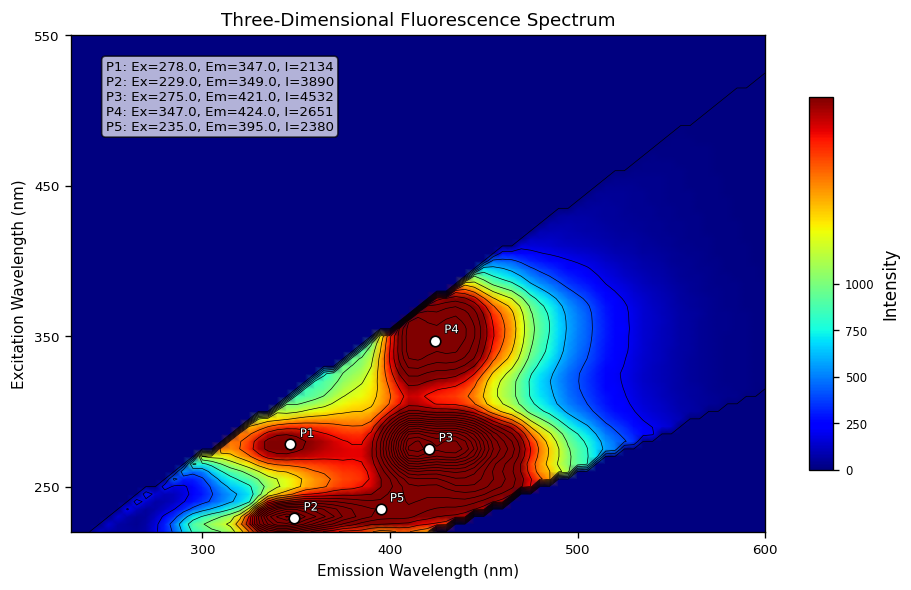 Three-Dimensional Fluorescence Spectrum
550
P1: Ex=278.0, Em=347.0, I=2134
P2: Ex=229.0, Em=349.0, I=3890
P3: Ex=275.0, Em=421.0, I=4532
P4: Ex=347.0, Em=424.0, I=2651
P5: Ex=235.0, Em=395.0, I=2380
450
350
250
Excitation Wavelength (nm)
P4
P1
P3
P5
P2
300
400
500
600
Emission Wavelength (nm)
1000
750
500
250
0
Intensity